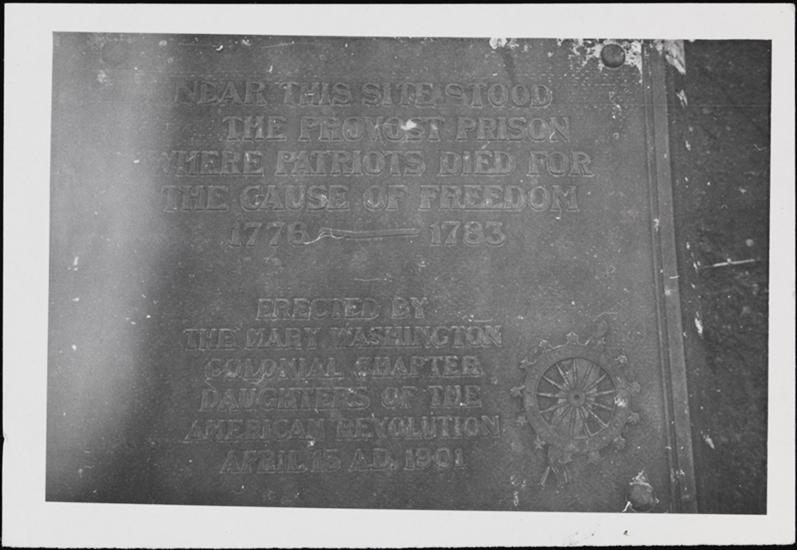 NEAR THIS SITE STOOD
THE PROVOST PRISON
WHERE PATRIOTS DIED FOR
THE CAUSE OF FREEDOM
1776 — 1783
ERECTED BY
THE MARY WASHINGTON
COLONIAL CHAPTER
DAUGHTERS OF THE
AMERICAN REVOLUTION
APRIL 15 A.D. 1901